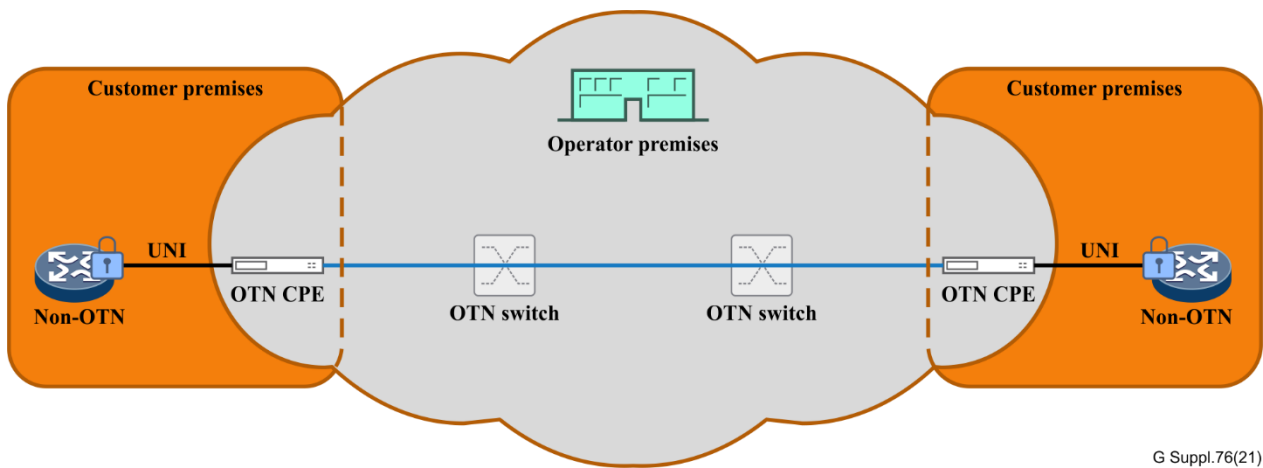 Customer premises
Customer premises
Operator premises
UNI
UNI
OTN CPE
OTN CPE
Non-OTN
OTN switch
OTN switch
Non-OTN
G Suppl.76(21)